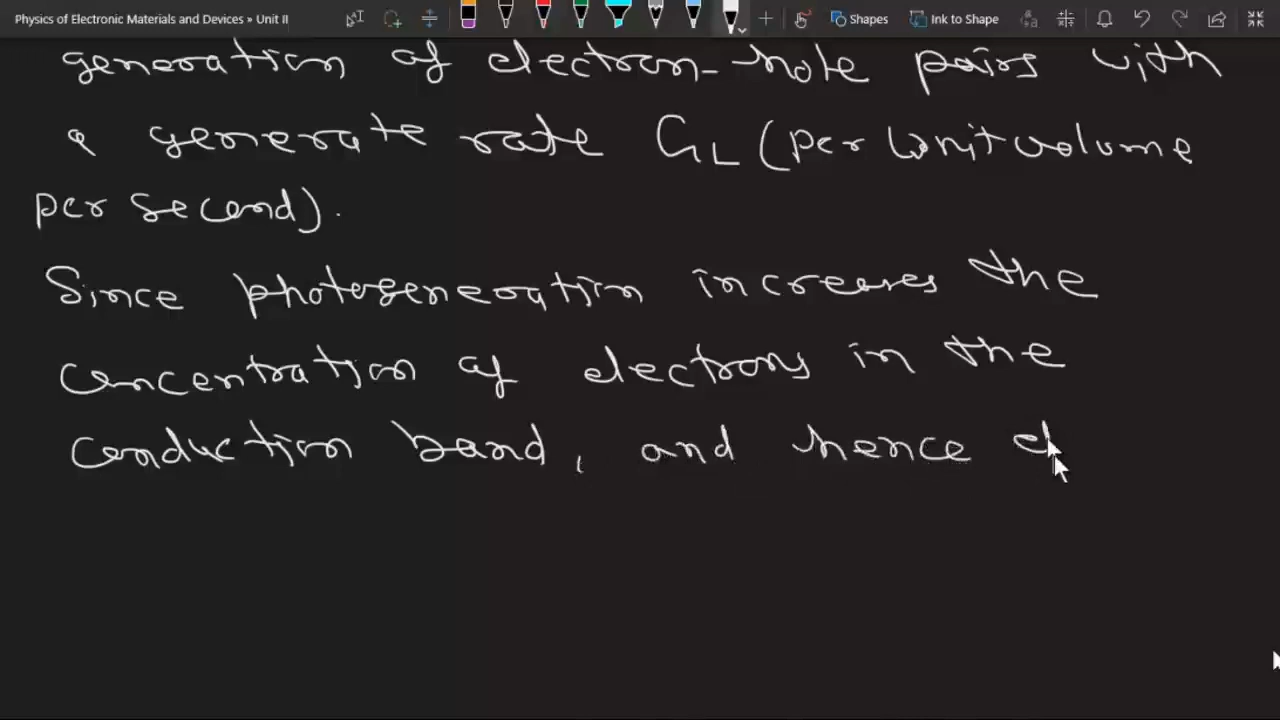 Physics of Electronic Materials and Devices » Unit II
Shapes
Ink to Shape
generation of electron-hole pairs with
a generate rate GL (per unit volume
per second).
Since photogeneration increases the
concentration of electrons in the
conduction band, and hence el